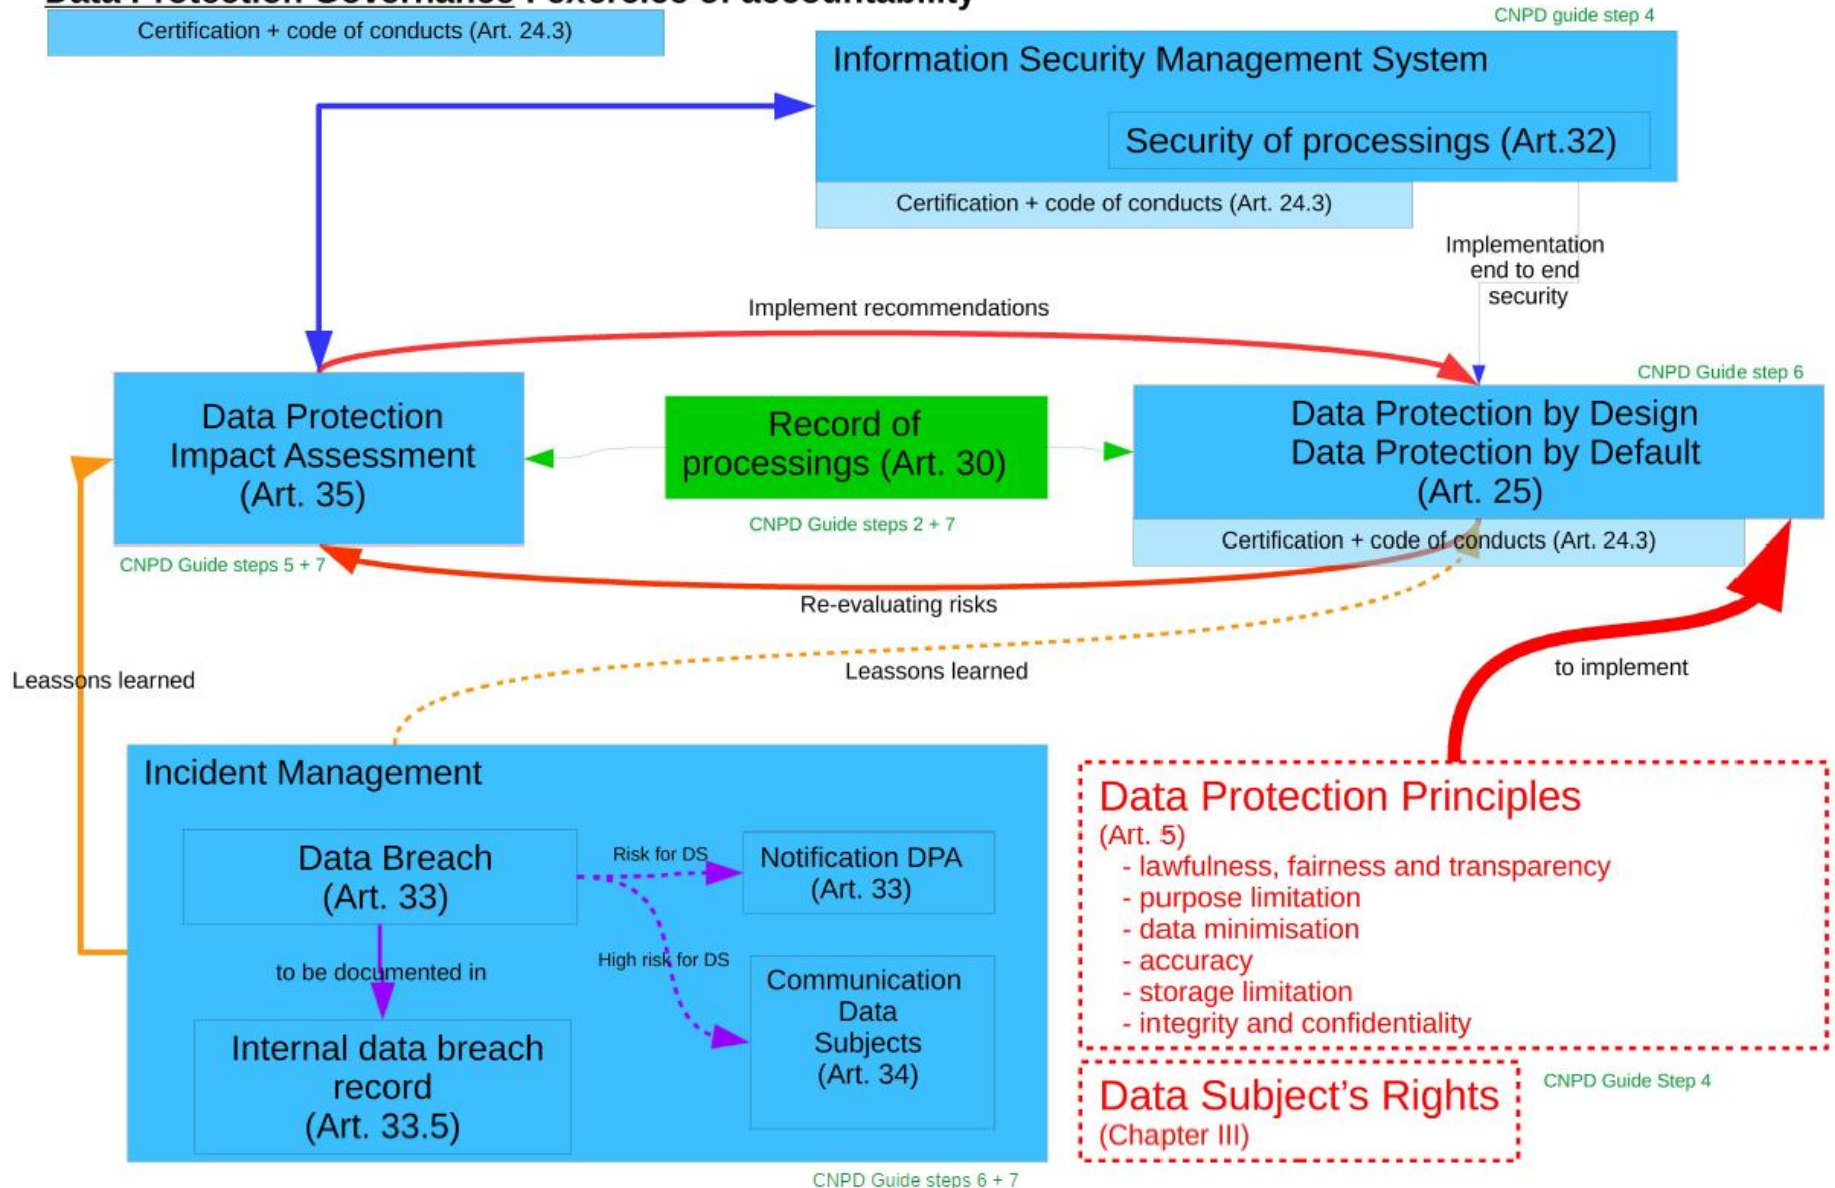 Data Protection Governance : exercise of accountability
Certification + code of conducts (Art. 24.3)
CNPD guide step 4
Information Security Management System
Security of processings (Art.32)
Certification + code of conducts (Art. 24.3)
Implementation
end to end
security
Implement recommendations
CNPD Guide step 6
Data Protection
Impact Assessment
(Art. 35)
Record of
processings (Art. 30)
Data Protection by Design
Data Protection by Default
(Art. 25)
CNPD Guide steps 2 + 7
Certification + code of conducts (Art. 24.3)
CNPD Guide steps 5 + 7
Re-evaluating risks
Leassons learned
Leassons learned
to implement
Incident Management
Data Breach
(Art. 33)
Risk for DS
Notification DPA
(Art. 33)
to be documented in
High risk for DS
Communication
Data
Subjects
(Art. 34)
Internal data breach
record
(Art. 33.5)
CNPD Guide steps 6 + 7
Data Protection Principles
(Art. 5)
- lawfulness, fairness and transparency
- purpose limitation
- data minimisation
- accuracy
- storage limitation
- integrity and confidentiality
Data Subject’s Rights
(Chapter III)
CNPD Guide Step 4